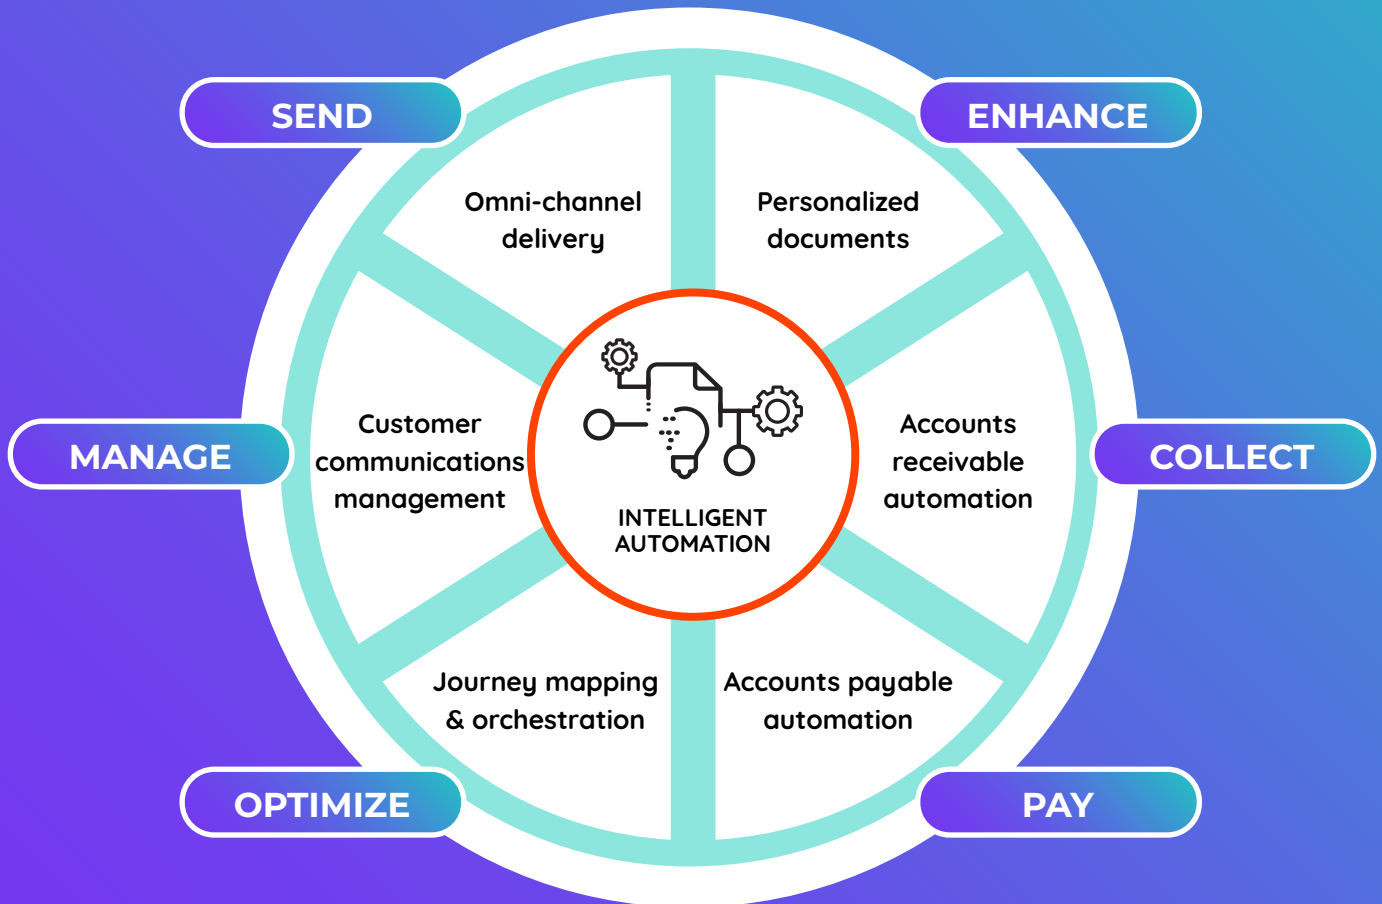 SEND
ENHANCE
Omni-channel
delivery
Personalized
documents
MANAGE
Customer
communications
management
INTELLIGENT
AUTOMATION
Accounts
receivable
automation
COLLECT
Journey mapping
& orchestration
Accounts payable
automation
OPTIMIZE
PAY